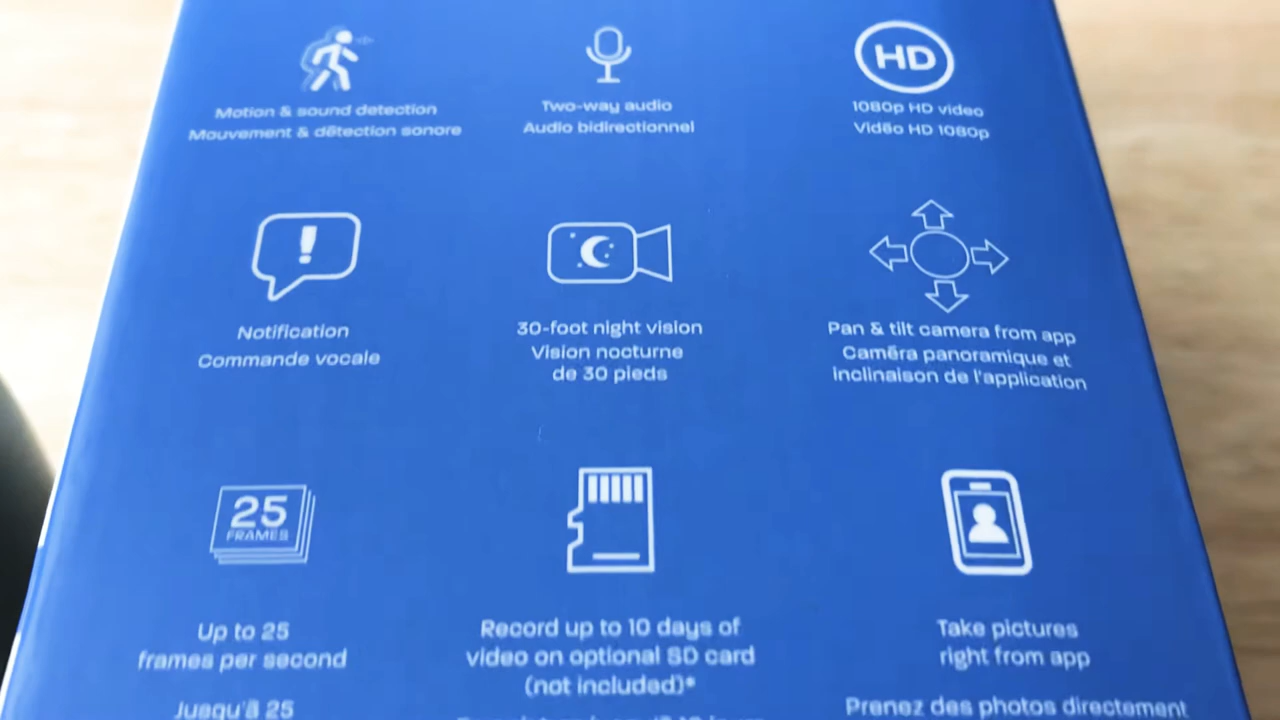 Motion & sound detection
Mouvement & détection sonore
Two-way audio
Audio bidirectionnel
HD
1080p HD video
Vidéo HD 1080p
!
Notification
Commande vocale
30-foot night vision
Vision nocturne
de 30 pieds
Pan & tilt camera from app
Caméra panoramique et
inclinaison de l'application
25
FRAMES
Up to 25
frames per second
Jusqu'à 25
Record up to 10 days of
video on optional SD card
(not included)*
Take pictures
right from app
Prenez des photos directement